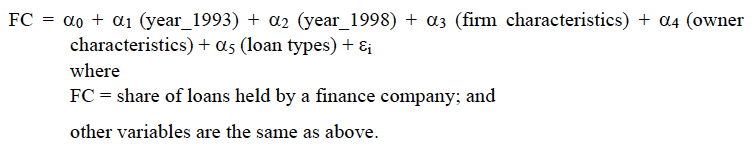 FC = α₀ + α₁ (year_1993) + α₂ (year_1998) + α₃ (firm characteristics) + α₄ (owner
characteristics) + α₅ (loan types) + εᵢ
where
FC = share of loans held by a finance company; and
other variables are the same as above.